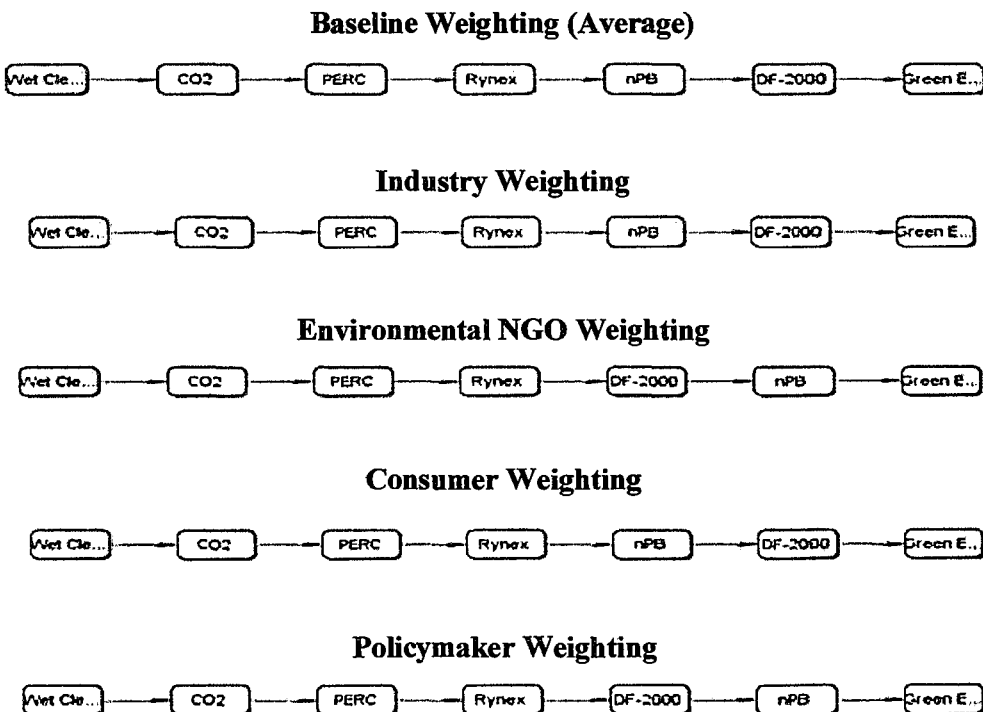 Baseline Weighting (Average)
Wet Cle... CO2 PERC Rynex nPB DF-2000 Green E...
Industry Weighting
Wet Cle... CO2 PERC Rynex nPB DF-2000 Green E...
Environmental NGO Weighting
Wet Cle... CO2 PERC Rynex DF-2000 nPB Green E...
Consumer Weighting
Wet Cle... CO2 PERC Rynex nPB DF-2000 Green E...
Policymaker Weighting
Wet Cle... CO2 PERC Rynex DF-2000 nPB Green E...